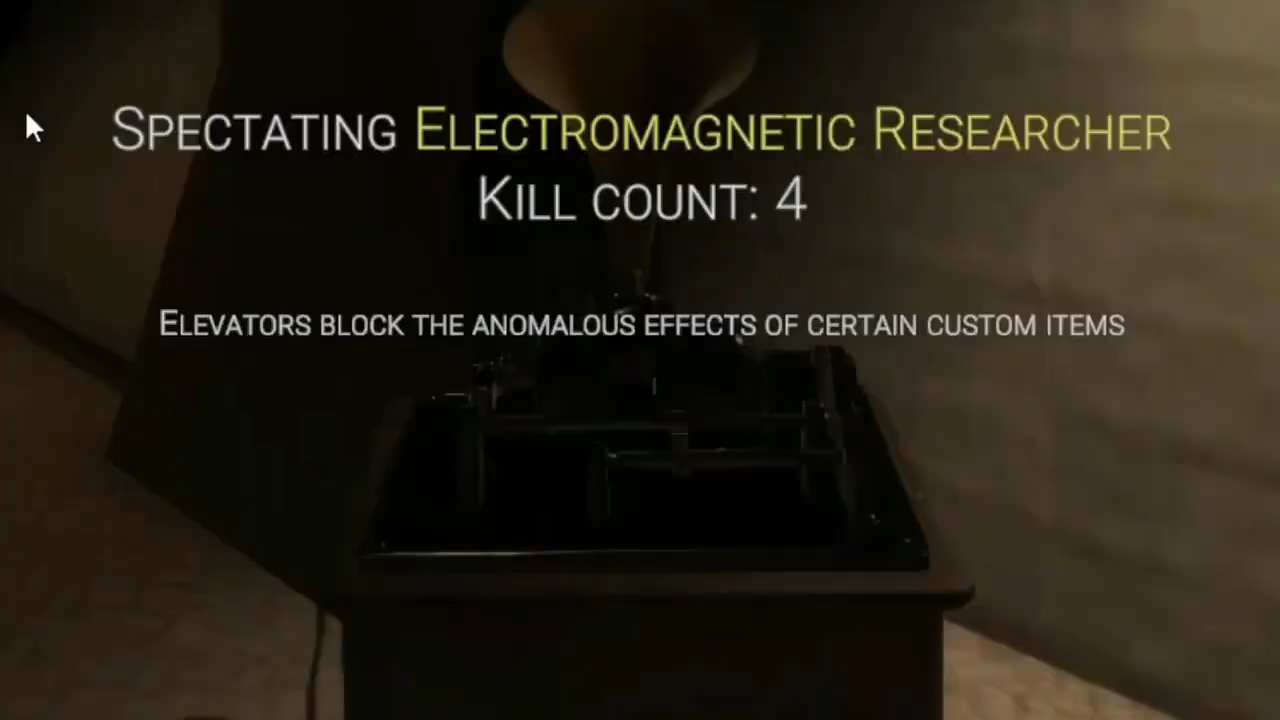 Spectating Electromagnetic Researcher
Kill count: 4
Elevators block the anomalous effects of certain custom items